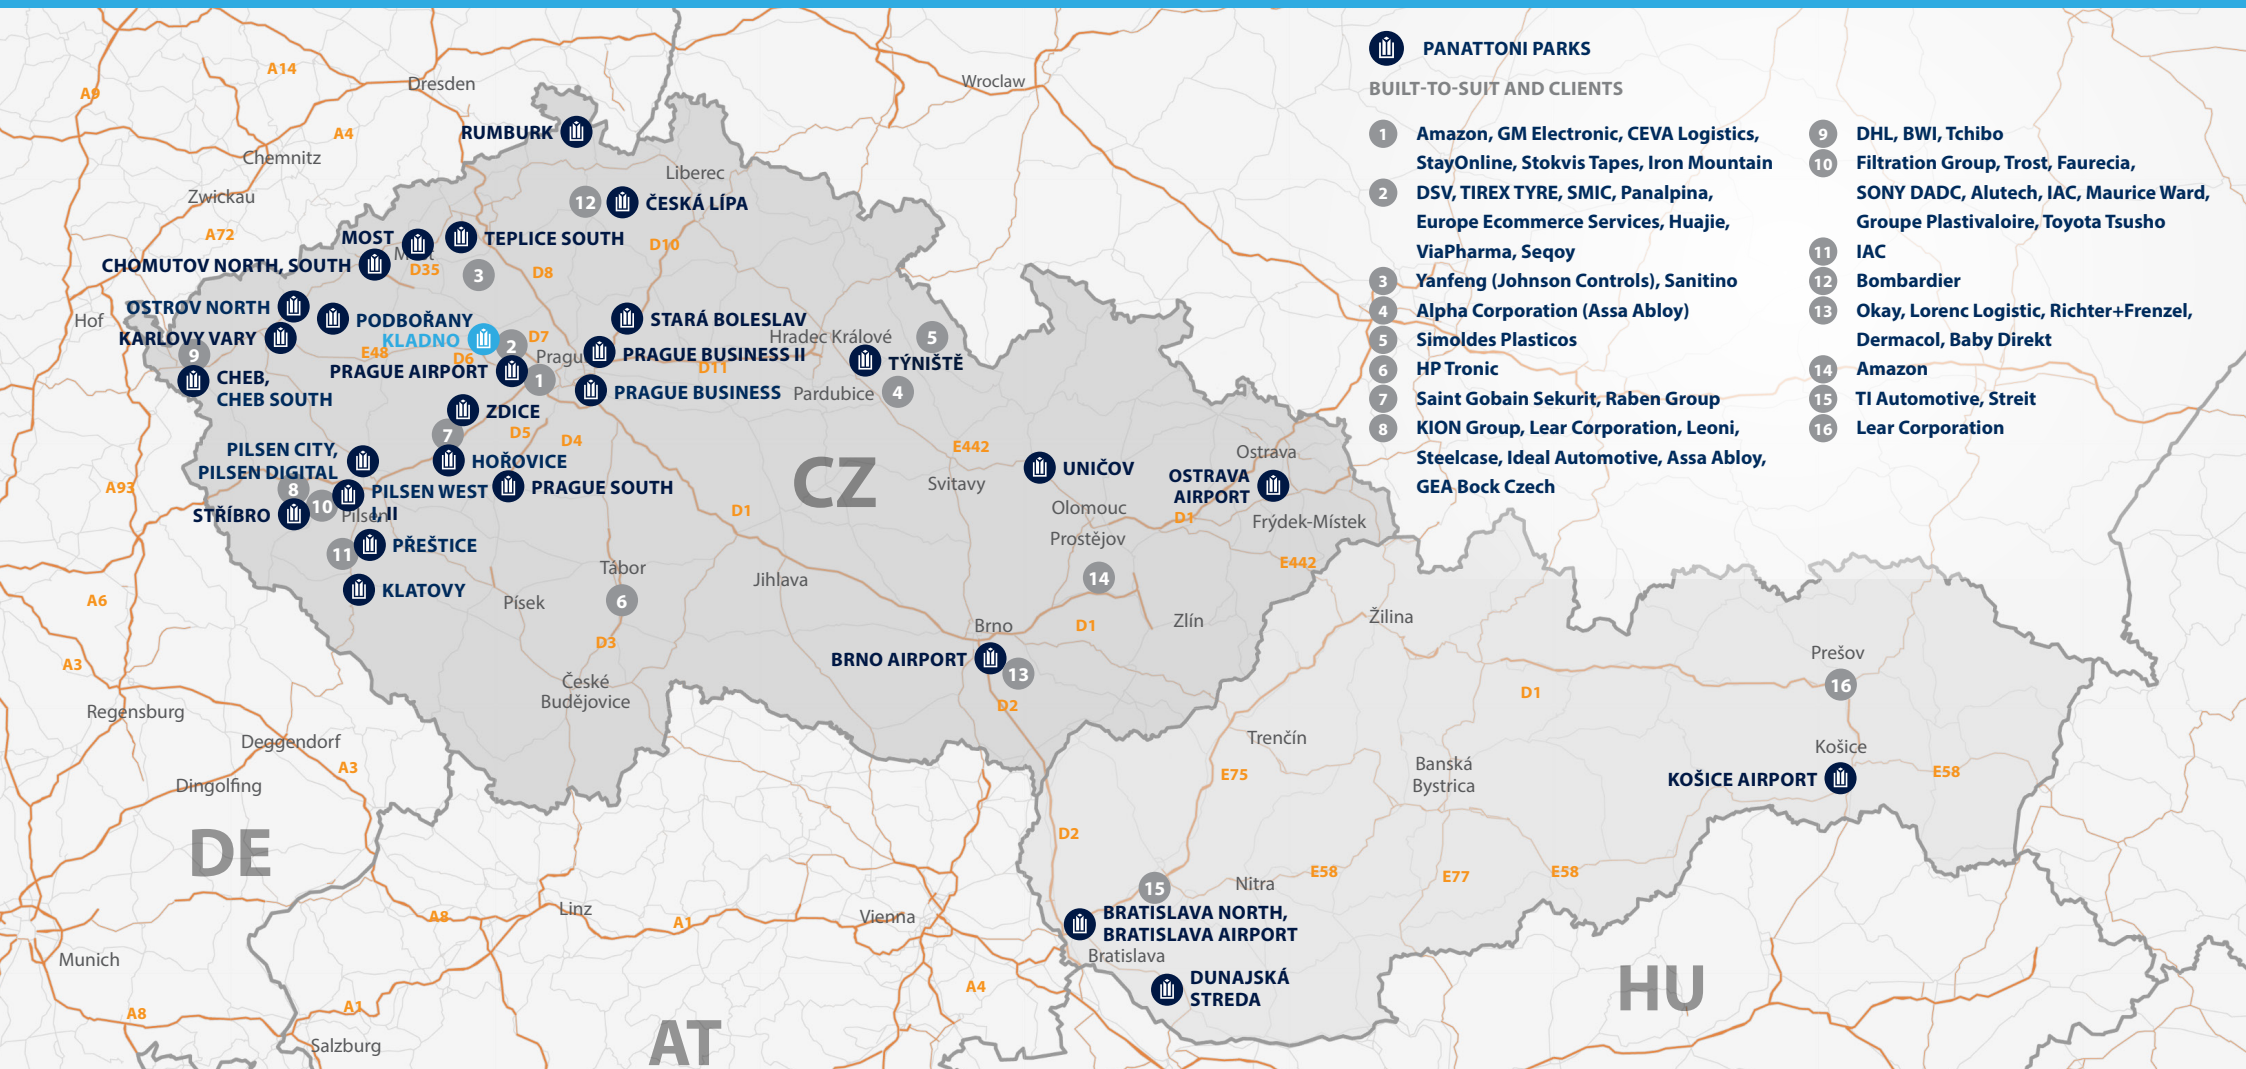 PANATTONI PARKS
BUILT-TO-SUIT AND CLIENTS
1 Amazon, GM Electronic, CEVA Logistics,
StayOnline, Stokvis Tapes, Iron Mountain
2 DSV, TIREX TYRE, SMIC, Panalpina,
Europe Ecommerce Services, Huajie,
ViaPharma, Seqoy
3 Yanfeng (Johnson Controls), Sanitino
4 Alpha Corporation (Assa Abloy)
5 Simoldes Plasticos
6 HP Tronic
7 Saint Gobain Sekurit, Raben Group
8 KION Group, Lear Corporation, Leoni,
Steelcase, Ideal Automotive, Assa Abloy,
GEA Bock Czech
9 DHL, BWI, Tchibo
10 Filtration Group, Trost, Faurecia,
SONY DADC, Alutech, IAC, Maurice Ward,
Groupe Plastivaloire, Toyota Tsusho
11 IAC
12 Bombardier
13 Okay, Lorenc Logistic, Richter+Frenzel,
Dermacol, Baby Direkt
14 Amazon
15 TI Automotive, Streit
16 Lear Corporation
A14
Dresden
Wroclaw
A9
A4
RUMBURK
Chemnitz
Liberec
Zwickau
12
ČESKÁ LÍPA
A72
MOST
TEPLICE SOUTH
D10
CHOMUTOV NORTH, SOUTH
D35
3
D8
OSTROV NORTH
Hof
PODBOŘANY
STARÁ BOLESLAV
KARLOVY VARY
KLADNO
2
D7
Hradec Králové
5
9
E48
D6
Pragu
PRAGUE BUSINESS II
D11
TÝNIŠTĚ
PRAGUE AIRPORT
1
CHEB,
CHEB SOUTH
PRAGUE BUSINESS
Pardubice
4
ZDICE
7
D5
D4
PILSEN CITY,
PILSEN DIGITAL
HOŘOVICE
CZ
E442
UNIČOV
Ostrava
OSTRAVA
AIRPORT
A93
8
10
PILSEN WEST
I, II
PRAGUE SOUTH
Svitavy
STŘÍBRO
Pilsen
D1
Olomouc
D1
Frýdek-Místek
Prostějov
11
PŘEŠTICE
E442
Tábor
Jihlava
14
KLATOVY
A6
Písek
6
Brno
D1
Zlín
Žilina
D3
A3
BRNO AIRPORT
13
Prešov
16
České
Budějovice
D1
D2
Regensburg
Deggendorf
Trenčín
Košice
A3
E75
Banská
Bystrica
KOŠICE AIRPORT
E58
Dingolfing
DE
D2
E58
E77
E58
15
Nitra
Linz
A8
A1
Vienna
BRATISLAVA NORTH,
BRATISLAVA AIRPORT
Bratislava
Munich
DUNAJSKÁ
STREDA
HU
A4
A1
A8
Salzburg
AT